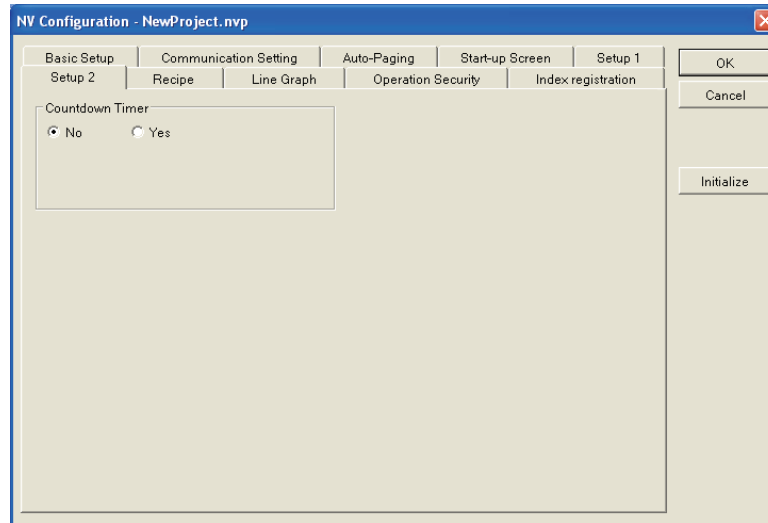 NV Configuration - NewProject.nvp
Basic Setup Communication Setting Auto-Paging Start-up Screen Setup 1
Setup 2 Recipe Line Graph Operation Security Index registration
OK
Cancel
Initialize
Countdown Timer
No Yes